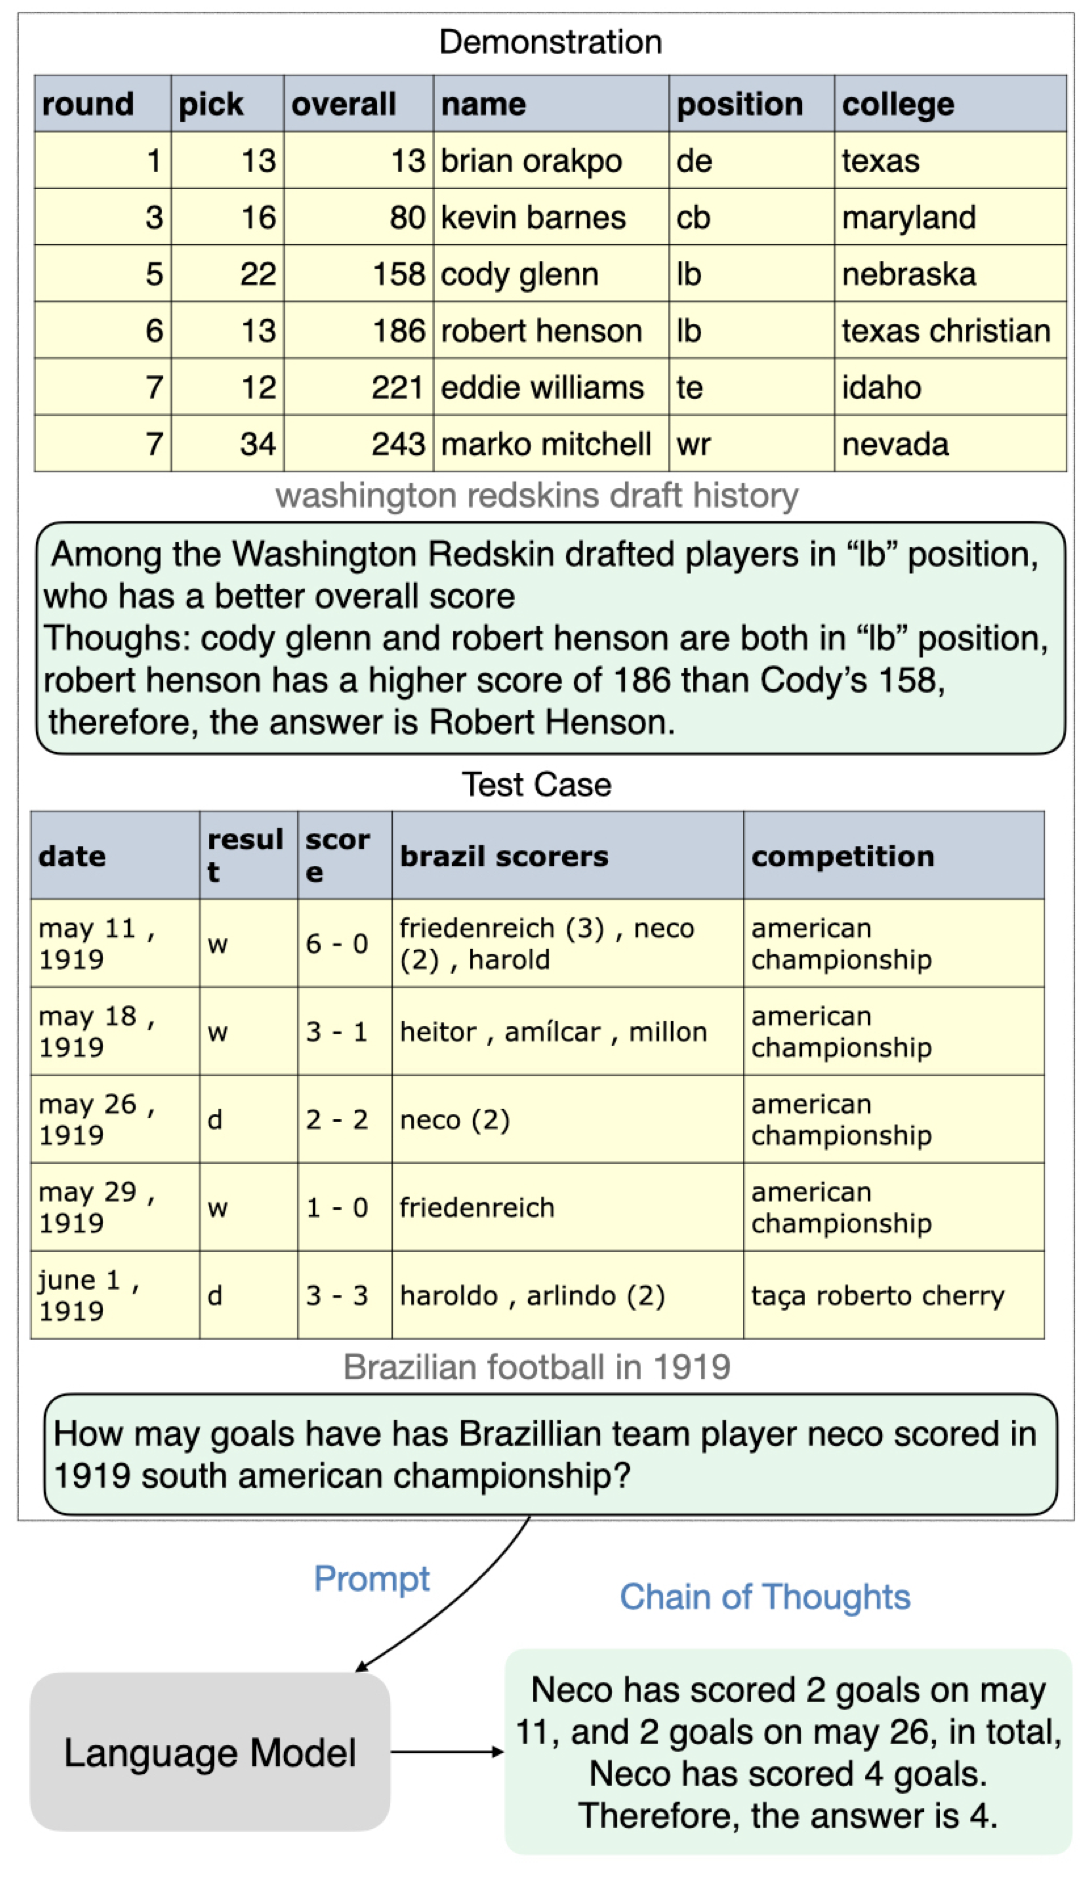 Demonstration
round pick overall name position college
1 13 13 brian orakpo de texas
3 16 80 kevin barnes cb maryland
5 22 158 cody glenn lb nebraska
6 13 186 robert henson lb texas christian
7 12 221 eddie williams te idaho
7 34 243 marko mitchell wr nevada
washington redskins draft history
Among the Washington Redskin drafted players in “lb” position,
who has a better overall score
Thoughs: cody glenn and robert henson are both in “lb” position,
robert henson has a higher score of 186 than Cody’s 158,
therefore, the answer is Robert Henson.
Test Case
date resul
t scor
e brazil scorers competition
may 11 ,
1919 w 6 - 0 friedenreich (3) , neco
(2) , harold american
championship
may 18 ,
1919 w 3 - 1 heitor , amílcar , millon american
championship
may 26 ,
1919 d 2 - 2 neco (2) american
championship
may 29 ,
1919 w 1 - 0 friedenreich american
championship
june 1 ,
1919 d 3 - 3 haroldo , arlindo (2) taça roberto cherry
Brazilian football in 1919
How may goals have has Brazillian team player neco scored in
1919 south american championship?
Prompt
Chain of Thoughts
Language Model
Neco has scored 2 goals on may
11, and 2 goals on may 26, in total,
Neco has scored 4 goals.
Therefore, the answer is 4.